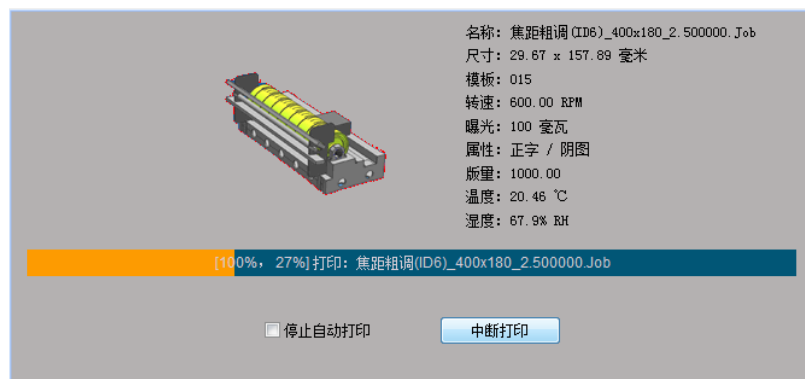 名称: 焦距粗调(ID6)_400x180_2.500000.Job
尺寸: 29.67 x 157.89 毫米
模板: 015
转速: 600.00 RPM
曝光: 100 毫瓦
属性: 正字 / 阴图
版量: 1000.00
温度: 20.46 ℃
湿度: 67.9% RH
[100%, 27%]打印: 焦距粗调(ID6)_400x180_2.500000.Job
停止自动打印
中断打印